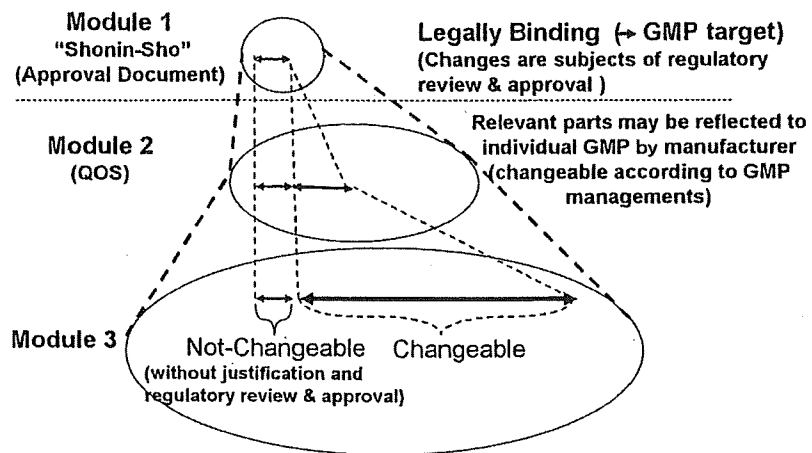 Module 1
"Shonin-Sho"
(Approval Document)
Legally Binding (→ GMP target)
(Changes are subjects of regulatory
review & approval )
Module 2
(QOS)
Relevant parts may be reflected to
individual GMP by manufacturer
(changeable according to GMP
managements)
Module 3
Not-Changeable
(without justification and
regulatory review & approval)
Changeable